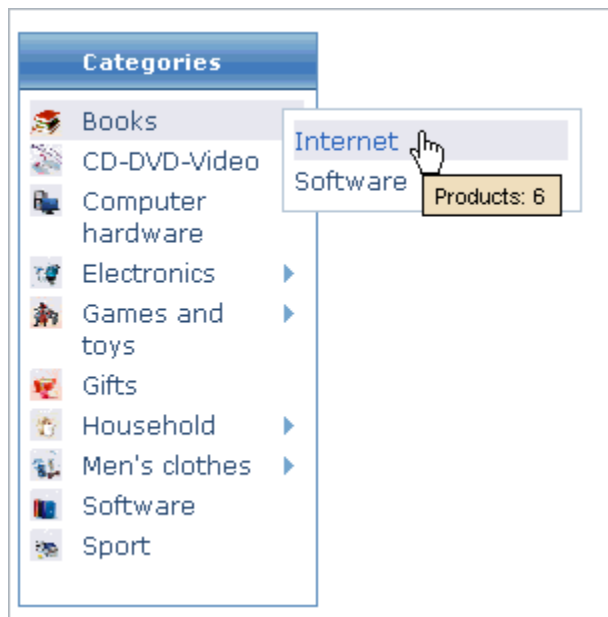 Categories
Books
CD-DVD-Video
Computer
hardware
Electronics
Games and
toys
Gifts
Household
Men's clothes
Software
Sport
Internet
Software
Products: 6